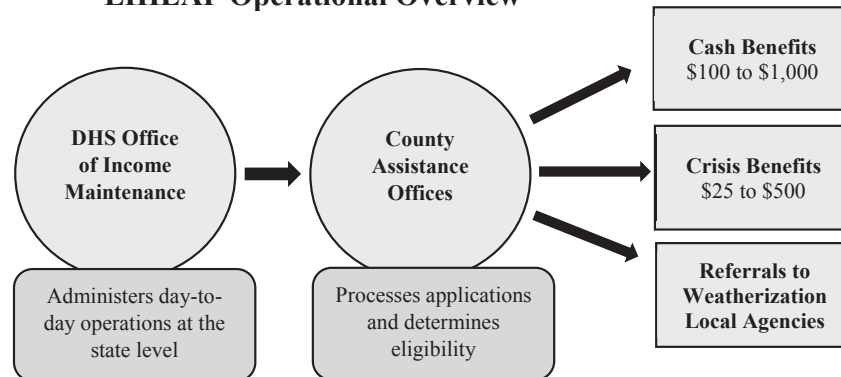 LIHEAP Operational Overview
DHS Office
of Income
Maintenance
Administers day-to-
day operations at the
state level
County
Assistance
Offices
Processes applications
and determines
eligibility
Cash Benefits
$100 to $1,000
Crisis Benefits
$25 to $500
Referrals to
Weatherization
Local Agencies